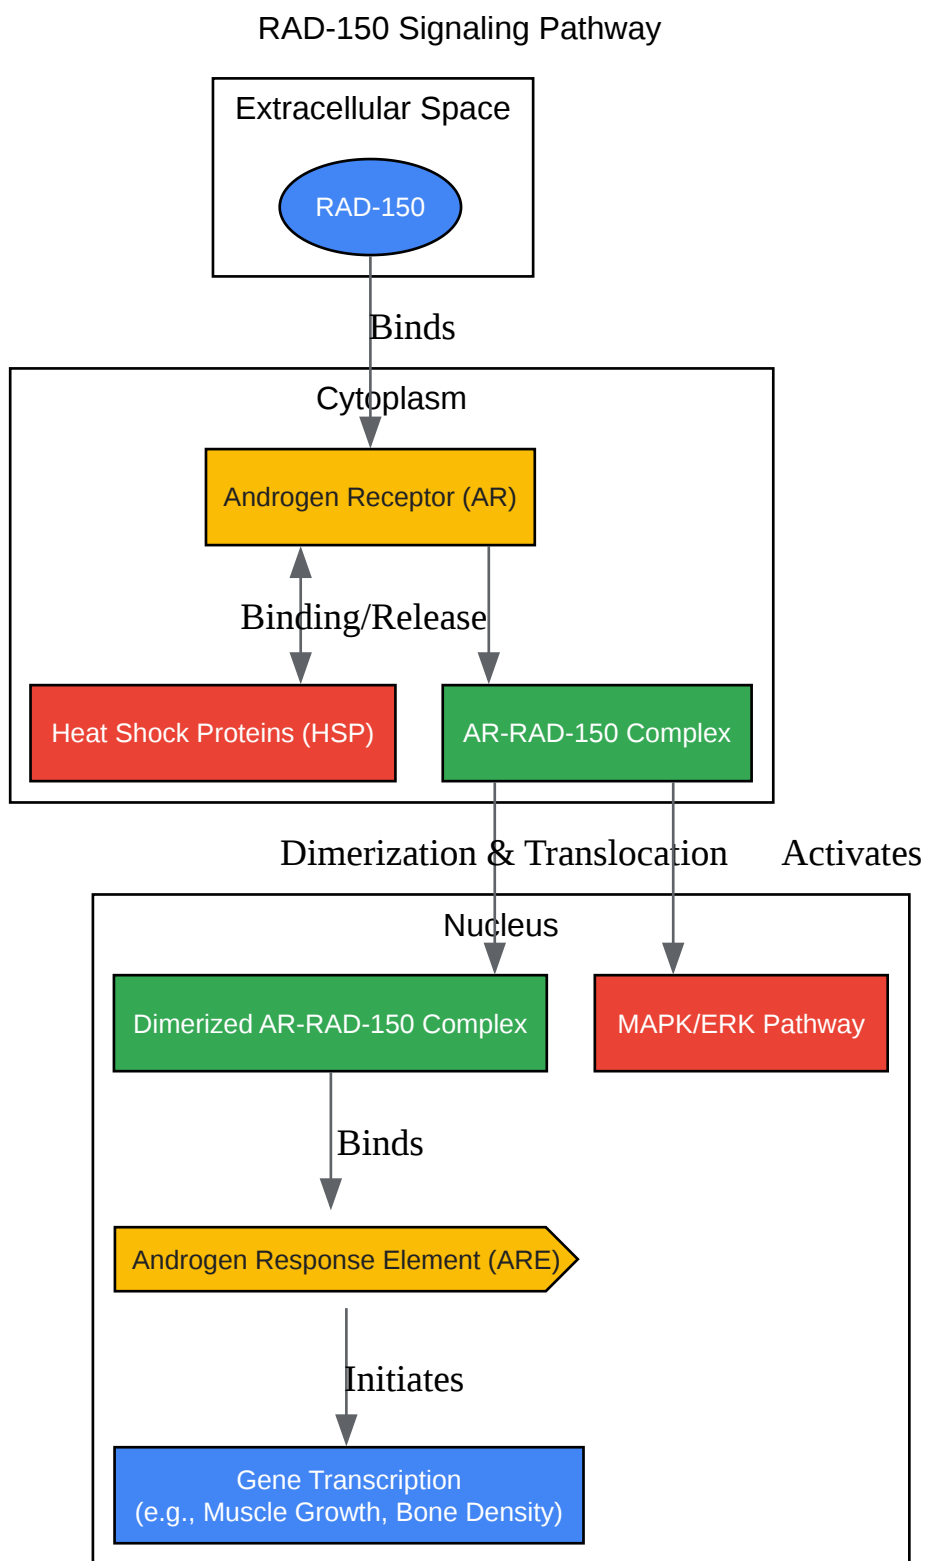 RAD-150 Signaling Pathway
Extracellular Space
RAD-150
Binds
Cytoplasm
Androgen Receptor (AR)
Binding/Release
Heat Shock Proteins (HSP)
AR-RAD-150 Complex
Dimerization & Translocation
Activates
Nucleus
Dimerized AR-RAD-150 Complex
MAPK/ERK Pathway
Binds
Androgen Response Element (ARE)
Initiates
Gene Transcription
(e.g., Muscle Growth, Bone Density)